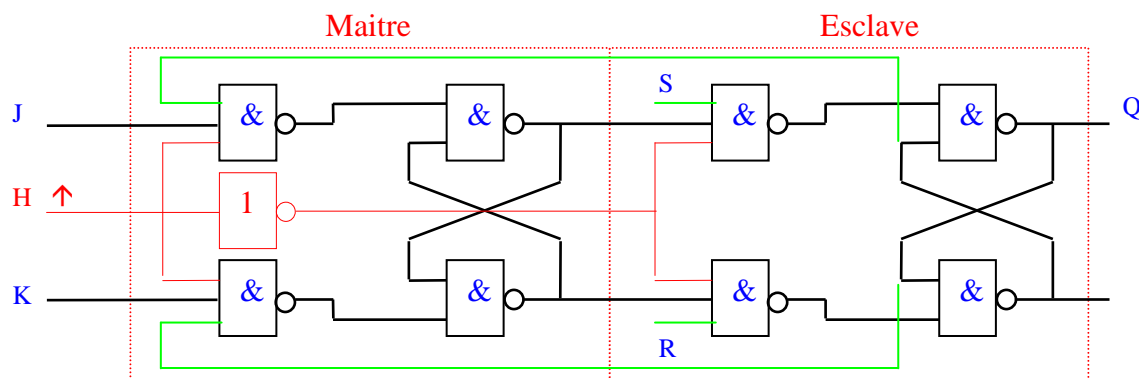 Maitre Esclave
J & & S & & Q
H ↑ 1
K & & & &
R